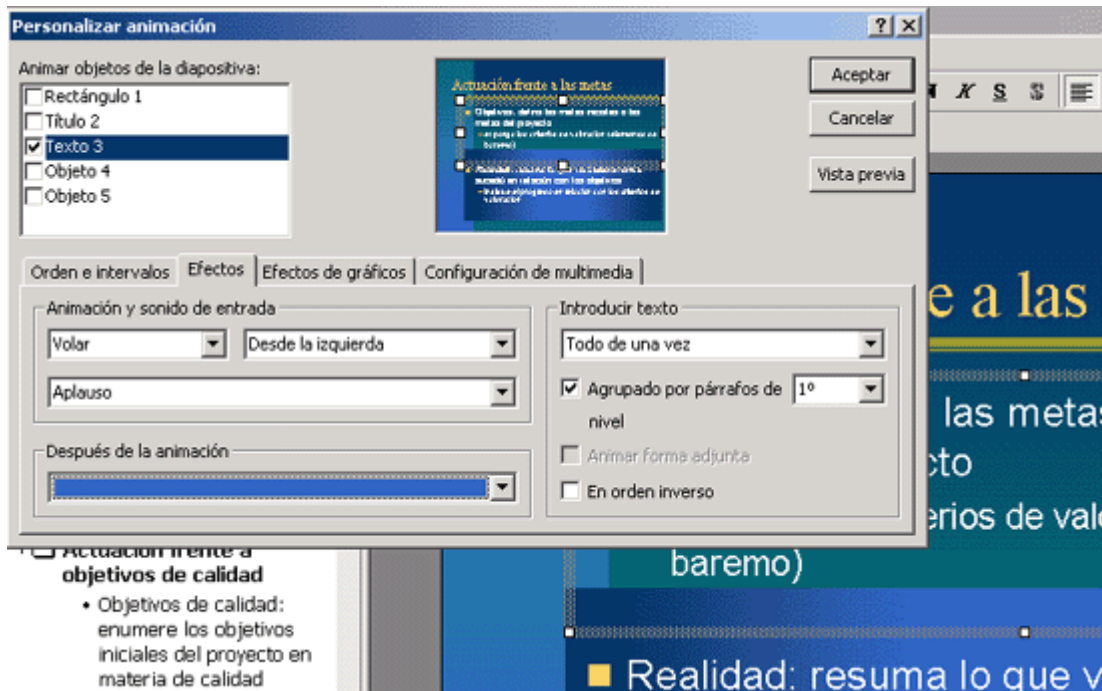 Personalizar animación
Animar objetos de la diapositiva:
Rectángulo 1
Título 2
Texto 3
Objeto 4
Objeto 5
Actuación frente a las metas
Aceptar
Cancelar
Vista previa
K S S
Orden e intervalos
Efectos
Efectos de gráficos
Configuración de multimedia
Animación y sonido de entrada
Volar
Desde la izquierda
Aplauso
Después de la animación
Introducir texto
Todo de una vez
Agrupado por párrafos de 1º
nivel
Animar forma adjunta
En orden inverso
e a las
las metas
cto
erios de valo
baremo)
Realidad: resuma lo que v
Actuación frente a
objetivos de calidad
• Objetivos de calidad:
enumere los objetivos
iniciales del proyecto en
materia de calidad